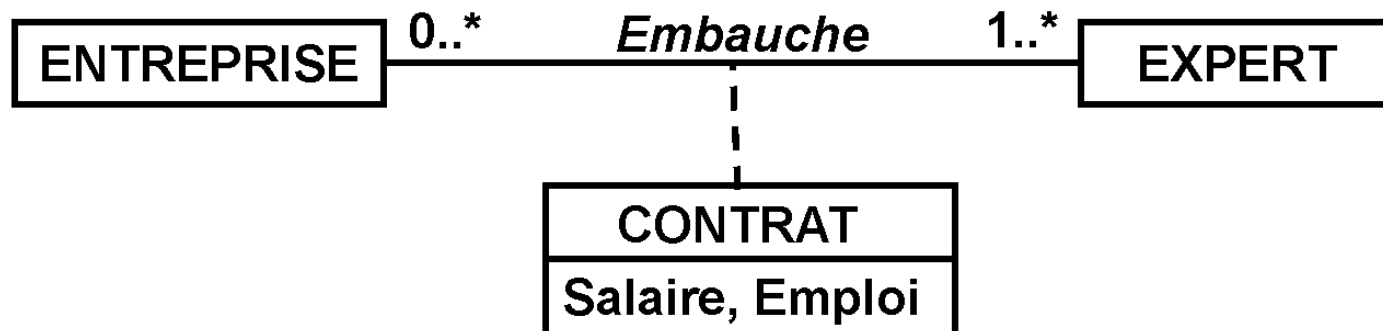 0..* Embauche 1..*
ENTREPRISE EXPERT
CONTRAT
Salaire, Emploi